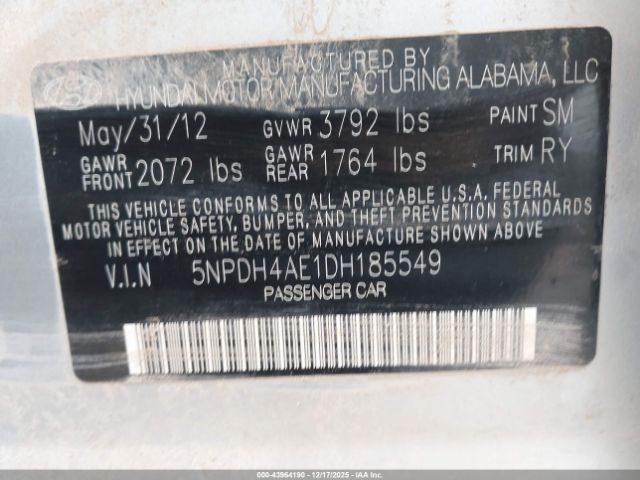 MANUFACTURED BY
HYUNDAI MOTOR MANUFACTURING ALABAMA, LLC
May/31/12 GVWR 3792 lbs PAINT SM
GAWR FRONT 2072 lbs GAWR REAR 1764 lbs TRIM RY
THIS VEHICLE CONFORMS TO ALL APPLICABLE U.S.A. FEDERAL
MOTOR VEHICLE SAFETY, BUMPER, AND THEFT PREVENTION STANDARDS
IN EFFECT ON THE DATE OF MANUFACTURE SHOWN ABOVE.
V.I.N 5NPDH4AE1DH185549
PASSENGER CAR
000-43964190 - 12/17/2025 - IAAI.COM